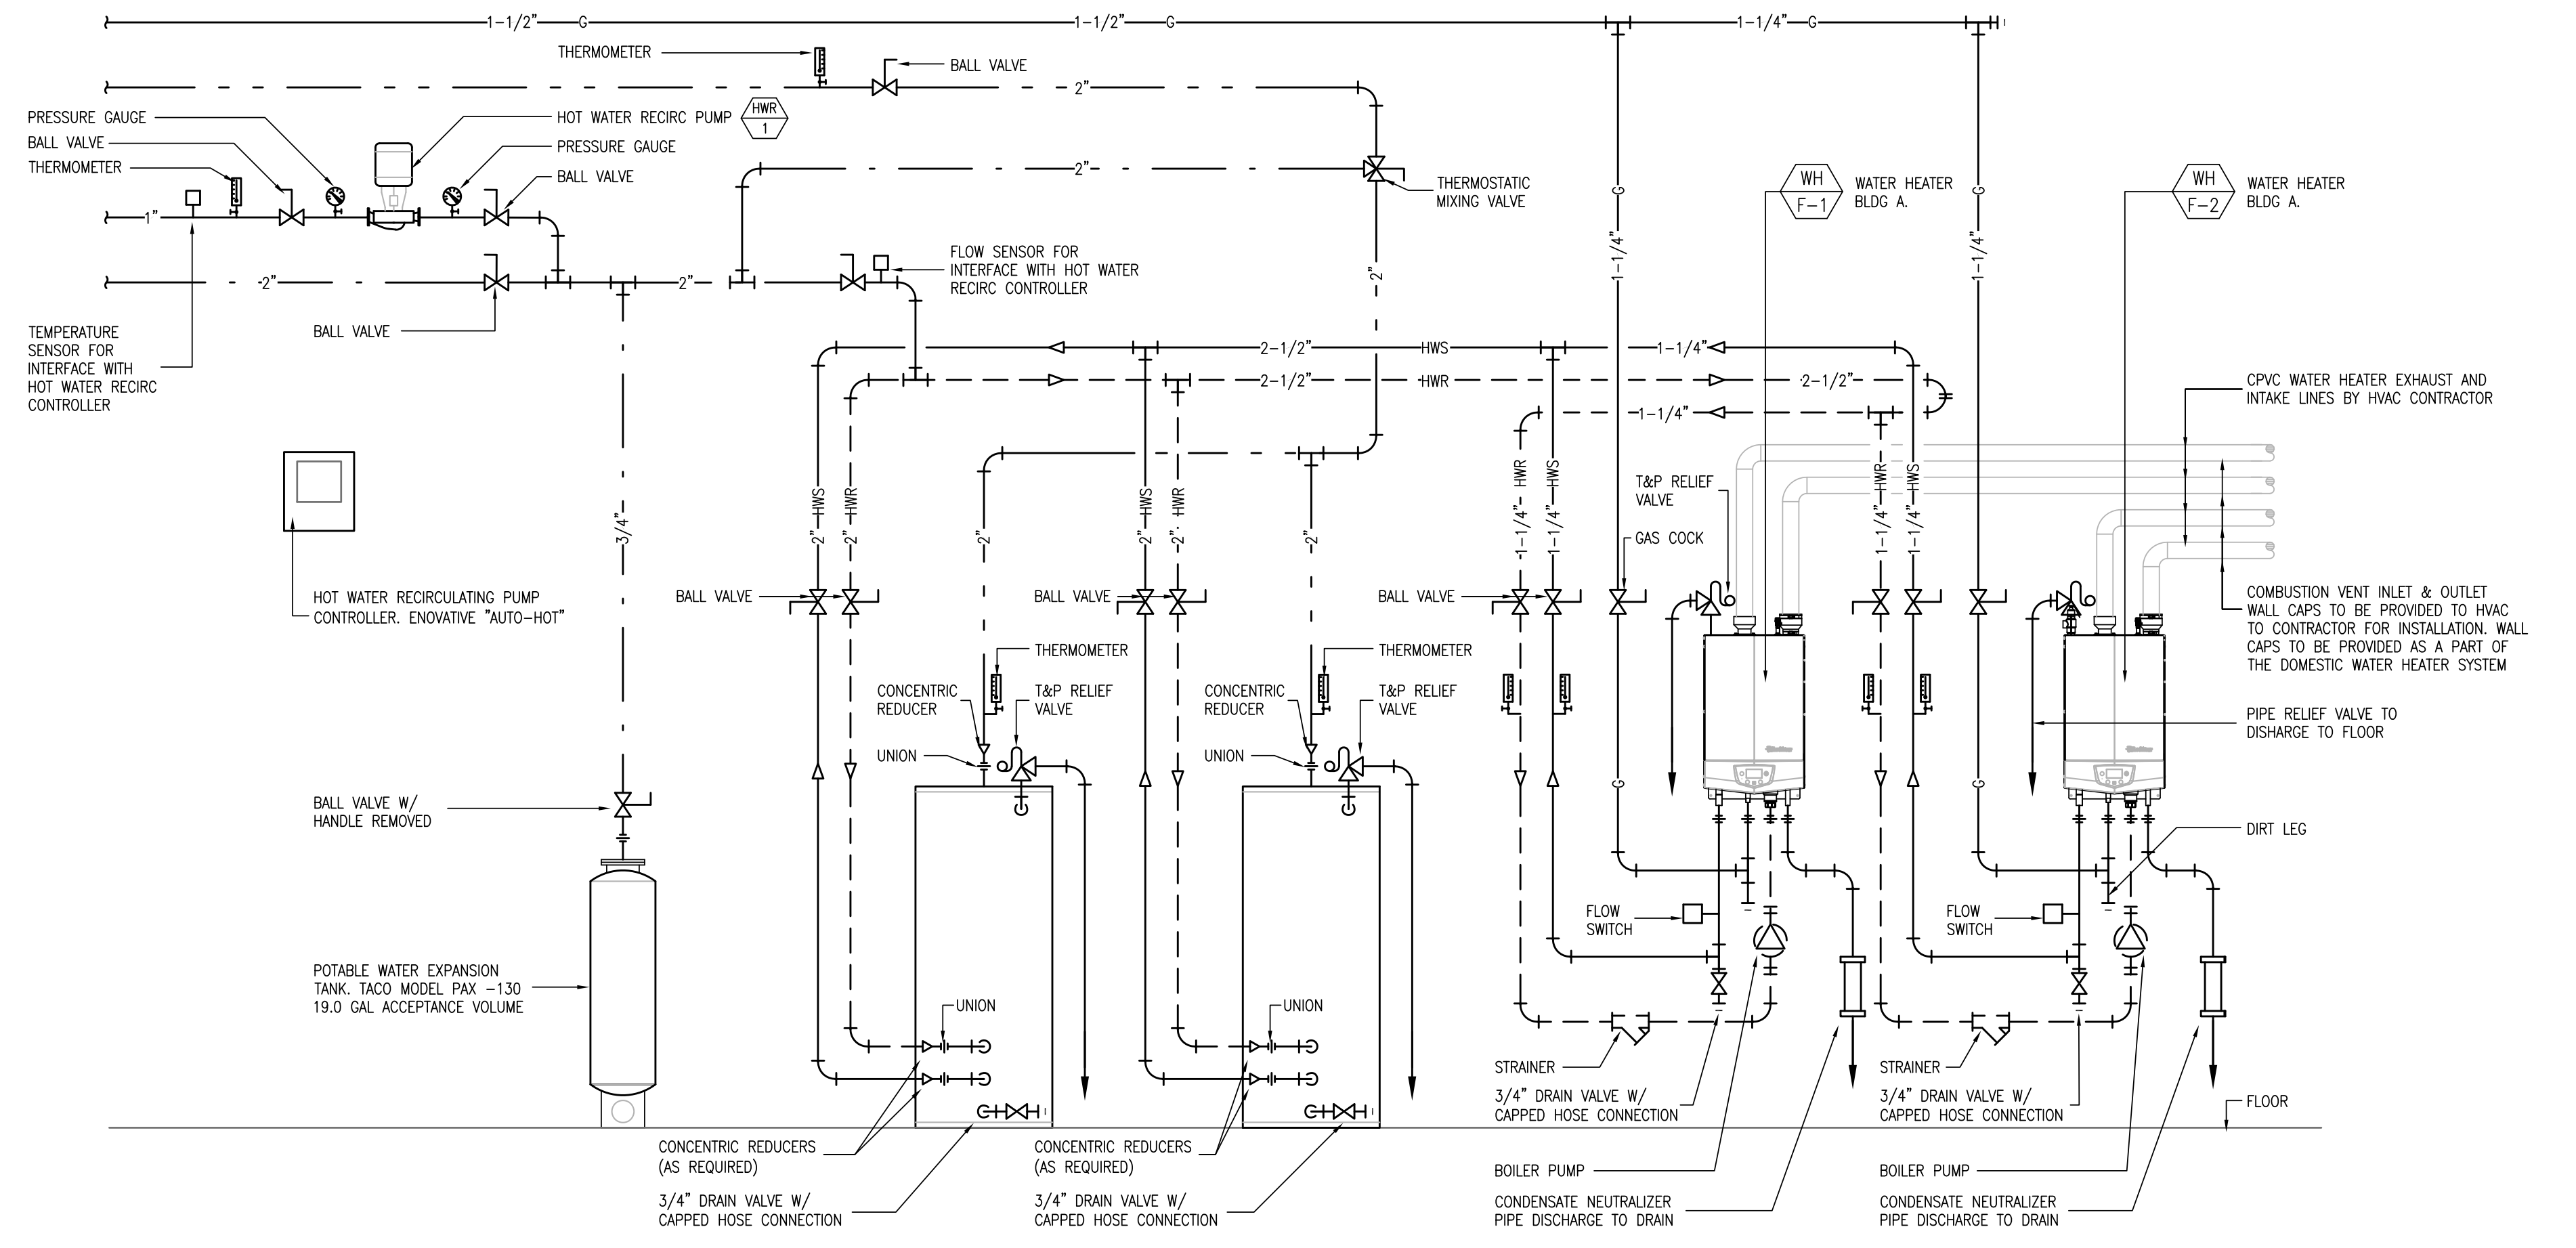 1-1/2" G
1-1/2" G
1-1/4" G
THERMOMETER
BALL VALVE
2"
PRESSURE GAUGE
BALL VALVE
THERMOMETER
HOT WATER RECIRC PUMP
HWR
1
PRESSURE GAUGE
BALL VALVE
2"
THERMOSTATIC
MIXING VALVE
G
G
WH
F-1
WATER HEATER
BLDG A.
WH
F-2
WATER HEATER
BLDG A.
1"
1-1/4"
1-1/4"
2"
FLOW SENSOR FOR
INTERFACE WITH HOT WATER
RECIRC CONTROLLER
2"
2"
TEMPERATURE
SENSOR FOR
INTERFACE WITH
HOT WATER RECIRC
CONTROLLER
BALL VALVE
2-1/2" HWS
1-1/4"
2-1/2" HWR
2-1/2"
1-1/4"
CPVC WATER HEATER EXHAUST AND
INTAKE LINES BY HVAC CONTRACTOR
3/4"
2" HWS
2" HWR
2"
2" HWS
2" HWR
2"
1-1/4" HWR
1-1/4" HWS
T&P RELIEF
VALVE
GAS COCK
1-1/4" HWR
1-1/4" HWS
HOT WATER RECIRCULATING PUMP
CONTROLLER. ENOVATIVE "AUTO-HOT"
BALL VALVE
BALL VALVE
BALL VALVE
COMBUSTION VENT INLET & OUTLET
WALL CAPS TO BE PROVIDED TO HVAC
TO CONTRACTOR FOR INSTALLATION. WALL
CAPS TO BE PROVIDED AS A PART OF
THE DOMESTIC WATER HEATER SYSTEM
THERMOMETER
THERMOMETER
CONCENTRIC
REDUCER
T&P RELIEF
VALVE
CONCENTRIC
REDUCER
T&P RELIEF
VALVE
PIPE RELIEF VALVE TO
DISHARGE TO FLOOR
UNION
UNION
G
G
BALL VALVE W/
HANDLE REMOVED
DIRT LEG
FLOW
SWITCH
FLOW
SWITCH
POTABLE WATER EXPANSION
TANK. TACO MODEL PAX -130
19.0 GAL ACCEPTANCE VOLUME
UNION
UNION
STRAINER
STRAINER
3/4" DRAIN VALVE W/
CAPPED HOSE CONNECTION
3/4" DRAIN VALVE W/
CAPPED HOSE CONNECTION
FLOOR
CONCENTRIC REDUCERS
(AS REQUIRED)
CONCENTRIC REDUCERS
(AS REQUIRED)
BOILER PUMP
BOILER PUMP
3/4" DRAIN VALVE W/
CAPPED HOSE CONNECTION
3/4" DRAIN VALVE W/
CAPPED HOSE CONNECTION
CONDENSATE NEUTRALIZER
PIPE DISCHARGE TO DRAIN
CONDENSATE NEUTRALIZER
PIPE DISCHARGE TO DRAIN